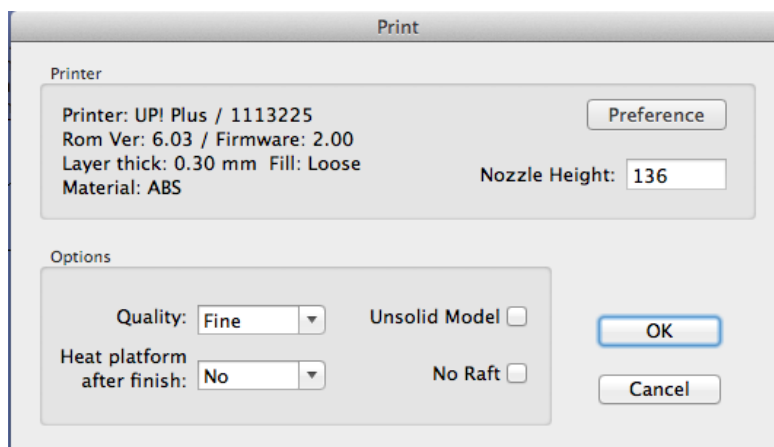 Print
Printer
Printer: UP! Plus / 1113225
Rom Ver: 6.03 / Firmware: 2.00
Layer thick: 0.30 mm  Fill: Loose
Material: ABS
Preference
Nozzle Height: 136
Options
Quality: Fine
Unsolid Model
Heat platform
after finish: No
No Raft
OK
Cancel